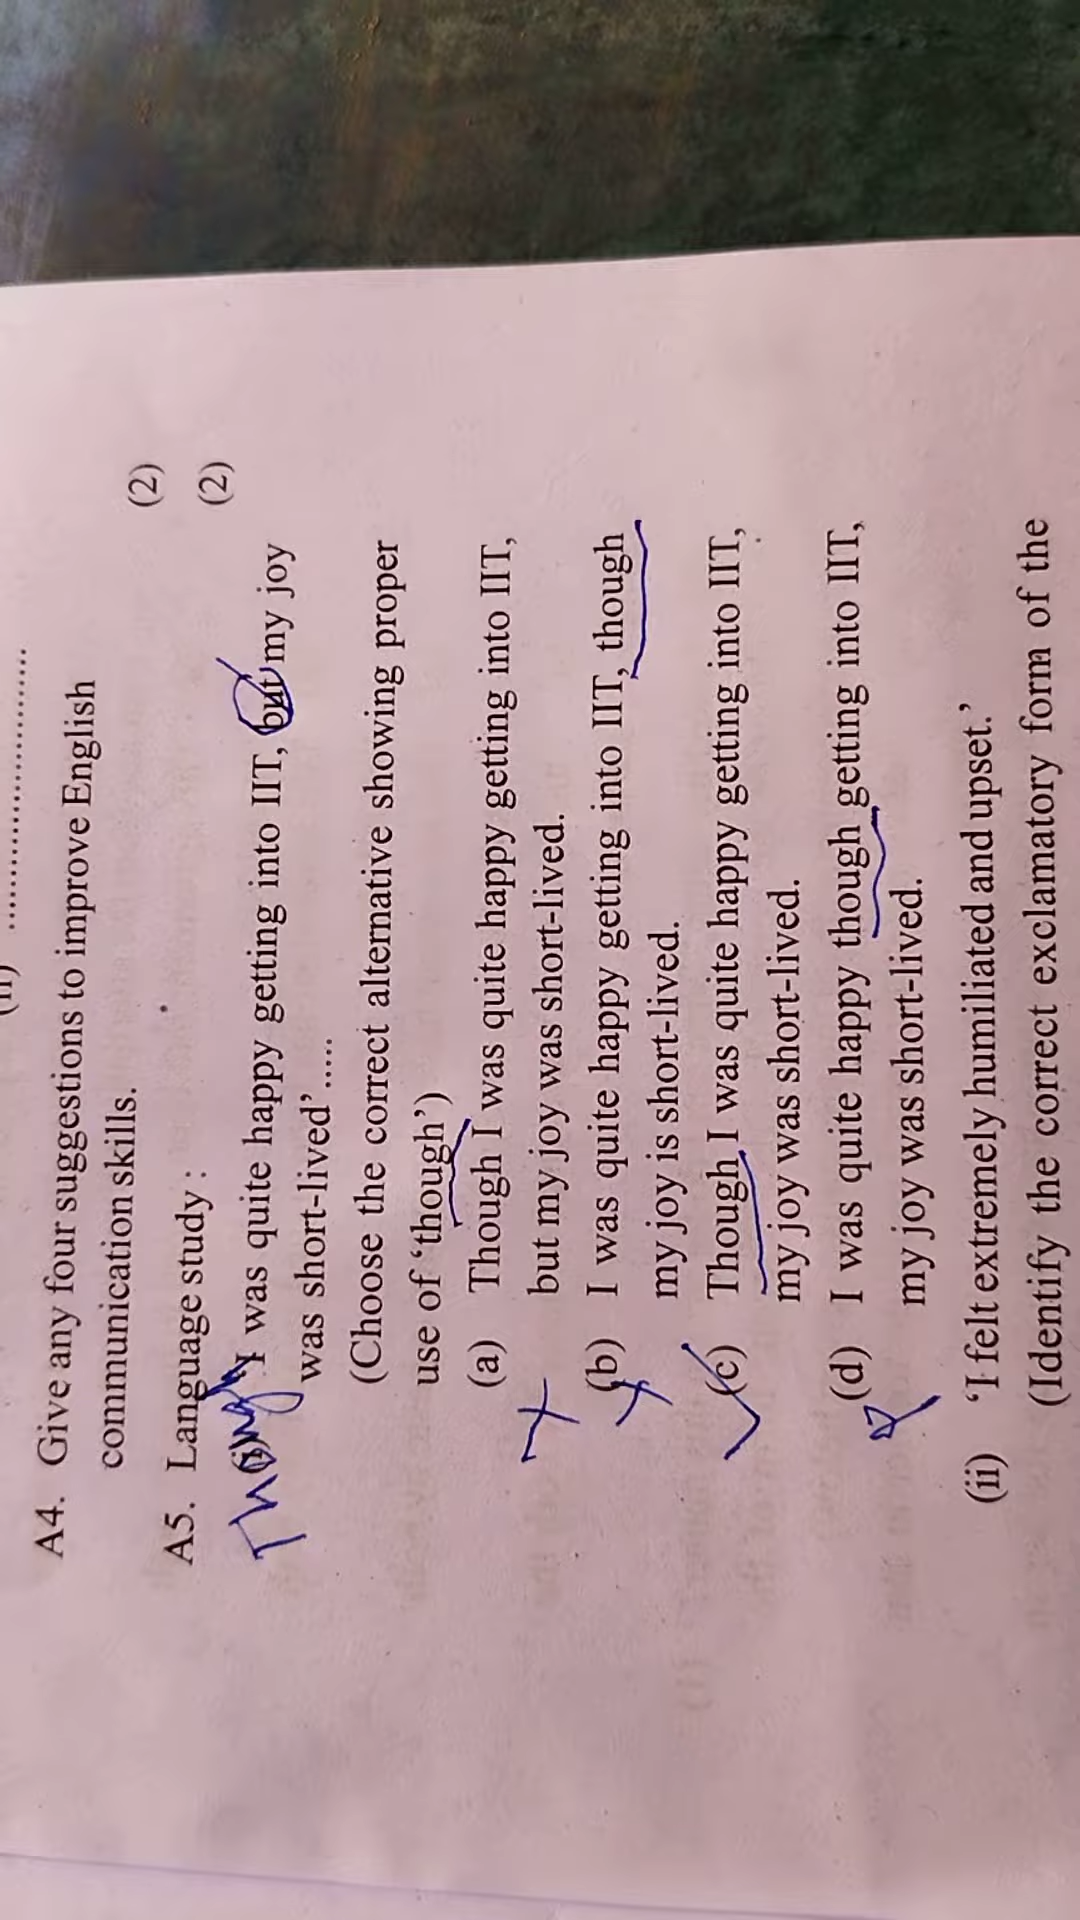 A4. Give any four suggestions to improve English
communication skills. (2)
A5. Language study : (2)
Though 'I was quite happy getting into IIT, but my joy
was short-lived'.....
(Choose the correct alternative showing proper
use of 'though')
(a) Though I was quite happy getting into IIT,
but my joy was short-lived.
(b) I was quite happy getting into IIT, though
my joy is short-lived.
(c) Though I was quite happy getting into IIT,
my joy was short-lived.
(d) I was quite happy though getting into IIT,
my joy was short-lived.
(ii) 'I felt extremely humiliated and upset.'
(Identify the correct exclamatory form of the